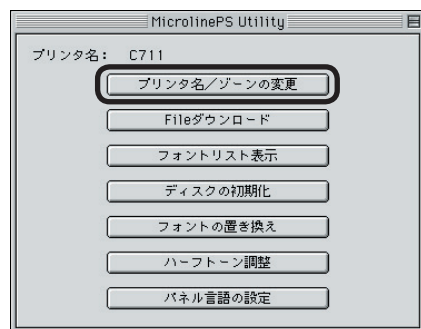 MicrolinePS Utility
プリンタ名： C711
プリンタ名／ゾーンの変更
Fileダウンロード
フォントリスト表示
ディスクの初期化
フォントの置き換え
ハーフトーン調整
パネル言語の設定